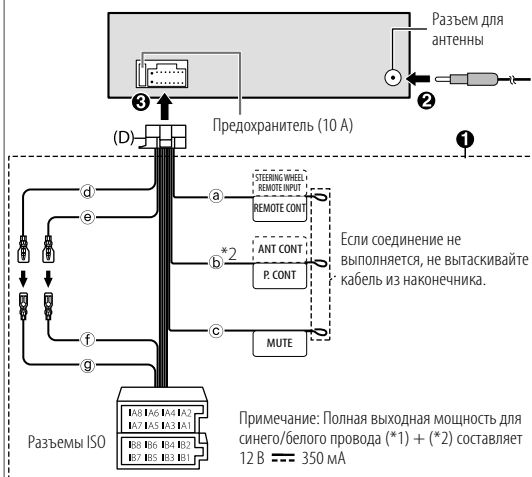 Разъем для
антенны
❸
❷
Предохранитель (10 А)
(D)
❶
ⓓ
ⓔ
ⓐ
STEERING WHEEL
REMOTE INPUT
REMOTE CONT
ⓑ
*2
ANT CONT
P. CONT
Если соединение не
выполняется, не вытаскивайте
кабель из наконечника.
ⓒ
MUTE
ⓕ
ⓖ
Разъемы ISO
A8 A6 A4 A2
A7 A5 A3 A1
B8 B6 B4 B2
B7 B5 B3 B1
Примечание: Полная выходная мощность для
синего/белого провода (*1) + (*2) составляет
12 В ⎓ 350 мА